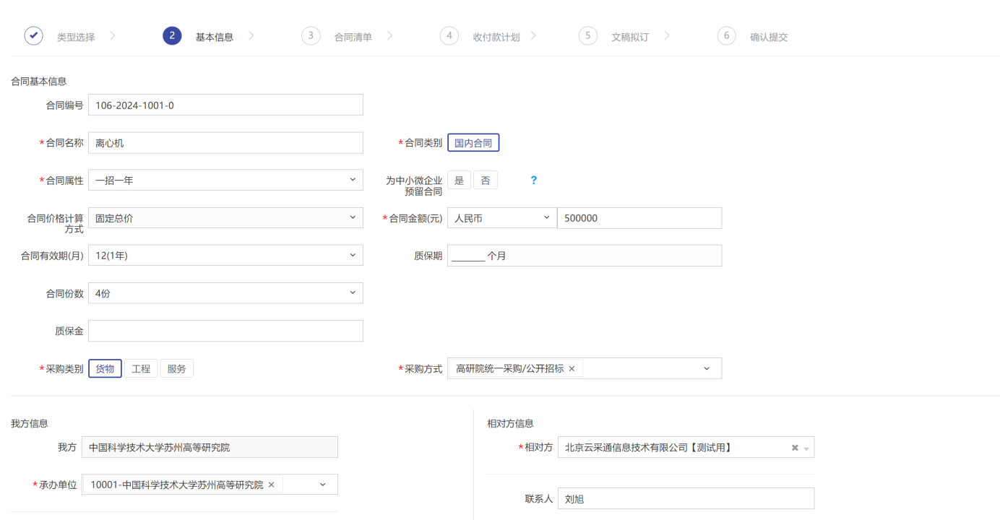 类型选择
2 基本信息
3 合同清单
4 收付款计划
5 文稿拟订
6 确认提交
合同基本信息
合同编号 106-2024-1001-0
*合同名称 离心机
*合同类别 国内合同
*合同属性 一招一年
为中小微企业
预留合同
是 否 ?
合同价格计算
方式
固定总价
*合同金额(元) 人民币 500000
合同有效期(月) 12(1年)
质保期 ______ 个月
合同份数 4份
质保金
*采购类别 货物 工程 服务
*采购方式 高研院统一采购/公开招标 ×
我方信息
我方 中国科学技术大学苏州高等研究院
*承办单位 10001-中国科学技术大学苏州高等研究院 ×
相对方信息
*相对方 北京云采通信息技术有限公司【测试用】 ×
联系人 刘旭